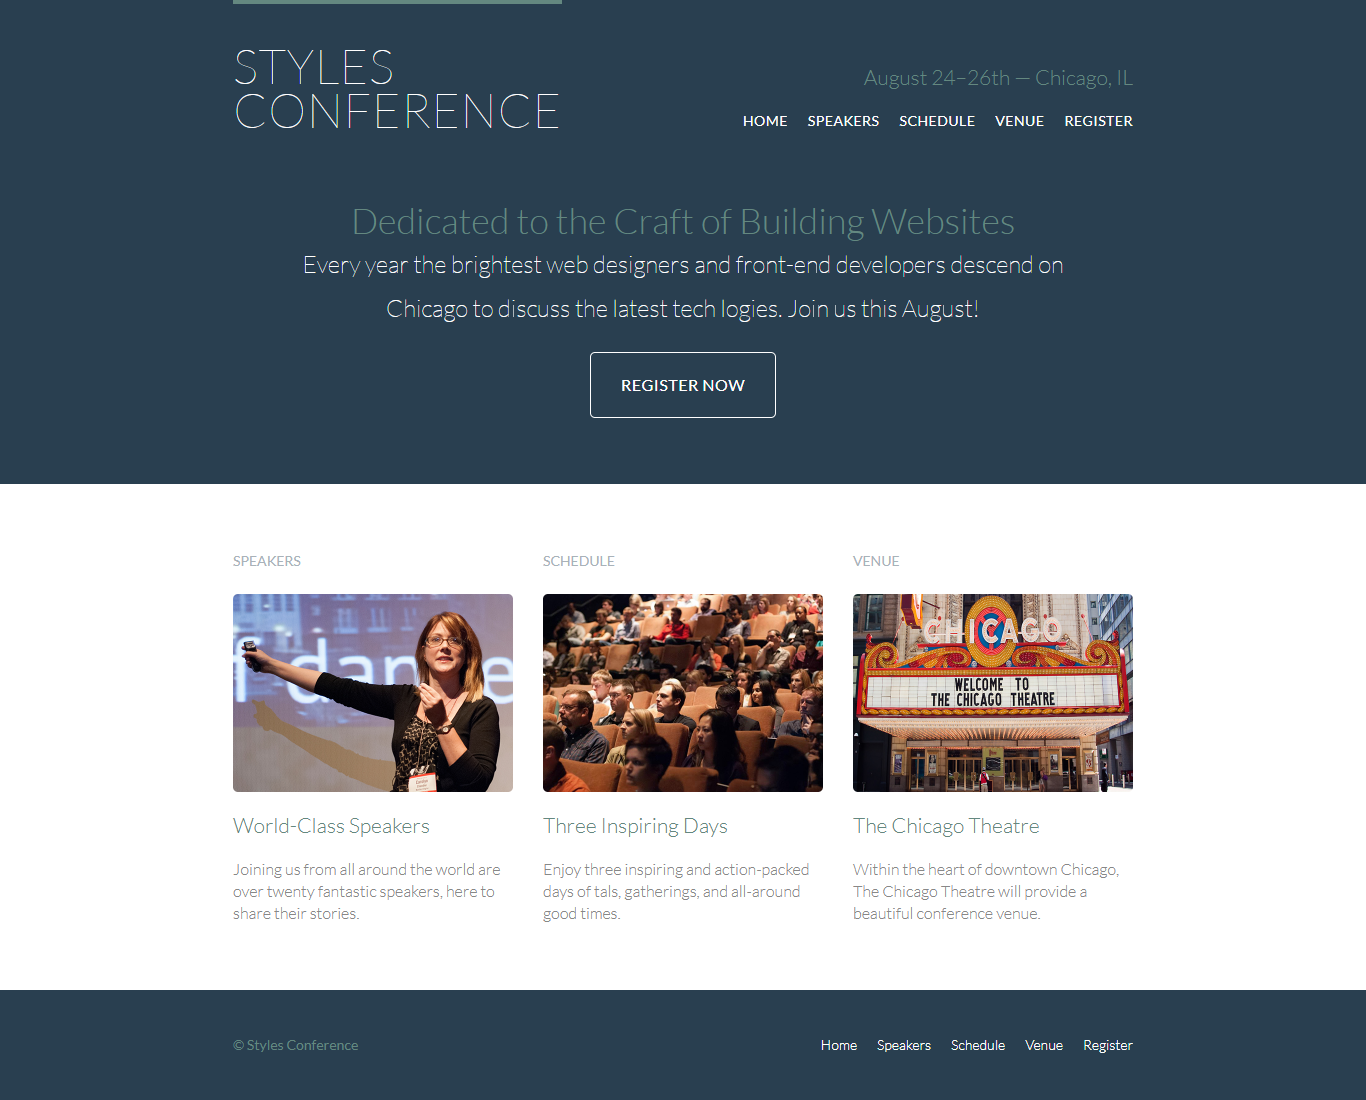 STYLES
CONFERENCE
August 24–26th — Chicago, IL
HOME SPEAKERS SCHEDULE VENUE REGISTER
Dedicated to the Craft of Building Websites
Every year the brightest web designers and front-end developers descend on
Chicago to discuss the latest tech logies. Join us this August!
REGISTER NOW
SPEAKERS
SCHEDULE
VENUE
f dance
CHICAGO
WELCOME TO
THE CHICAGO THEATRE
World-Class Speakers
Joining us from all around the world are
over twenty fantastic speakers, here to
share their stories.
Three Inspiring Days
Enjoy three inspiring and action-packed
days of tals, gatherings, and all-around
good times.
The Chicago Theatre
Within the heart of downtown Chicago,
The Chicago Theatre will provide a
beautiful conference venue.
© Styles Conference
Home Speakers Schedule Venue Register